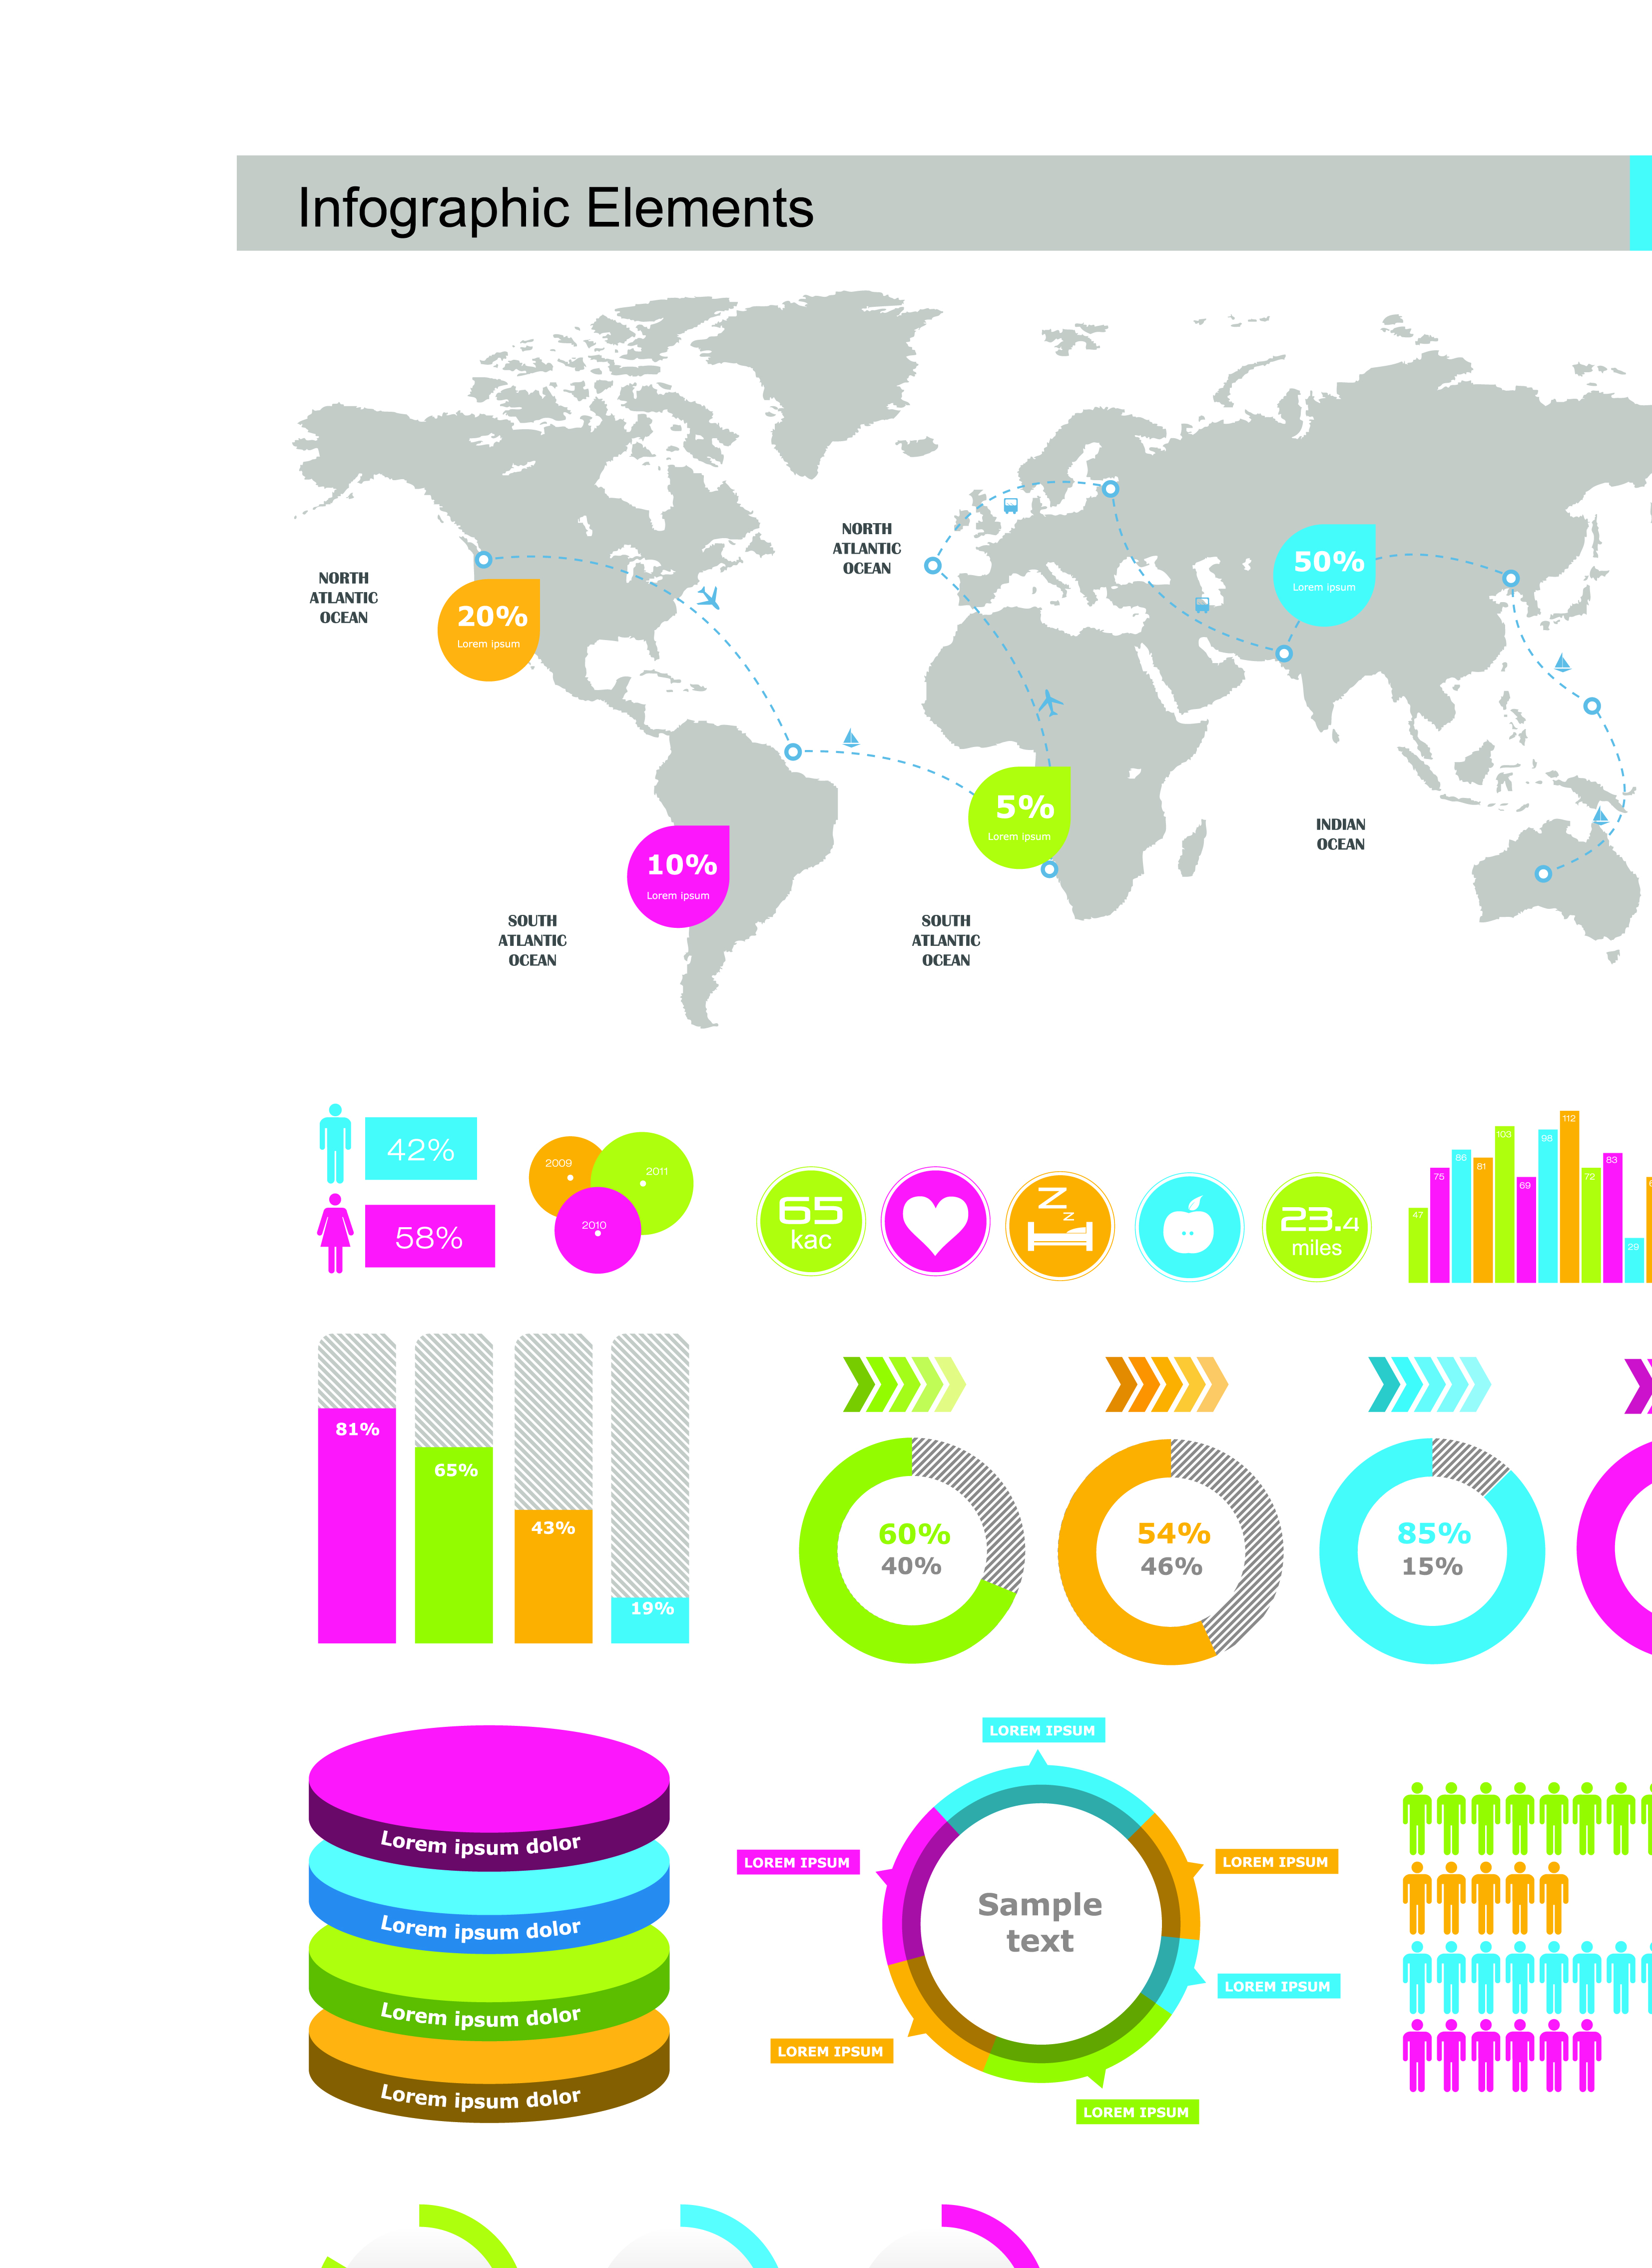 Infographic Elements
NORTH
ATLANTIC
OCEAN
NORTH
ATLANTIC
OCEAN
50%
Lorem ipsum
20%
Lorem ipsum
5%
Lorem ipsum
INDIAN
OCEAN
10%
Lorem ipsum
SOUTH
ATLANTIC
OCEAN
SOUTH
ATLANTIC
OCEAN
42%
58%
2009
2011
2010
65
kac
Z
Z
23.4
miles
47
75
86
81
103
69
98
112
72
83
29
81%
65%
43%
19%
60%
40%
54%
46%
85%
15%
Lorem ipsum dolor
Lorem ipsum dolor
Lorem ipsum dolor
Lorem ipsum dolor
LOREM IPSUM
LOREM IPSUM
LOREM IPSUM
Sample
text
LOREM IPSUM
LOREM IPSUM
LOREM IPSUM